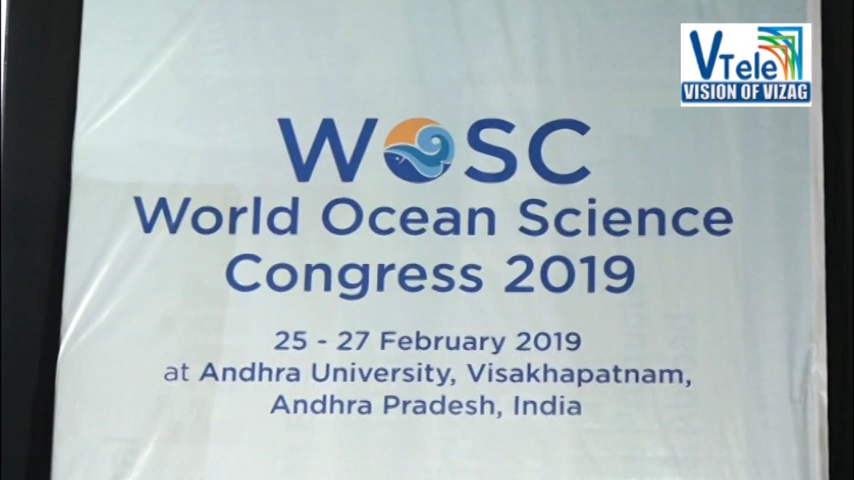 V Tele
VISION OF VIZAG
WOSC
World Ocean Science
Congress 2019
25 - 27 February 2019
at Andhra University, Visakhapatnam,
Andhra Pradesh, India